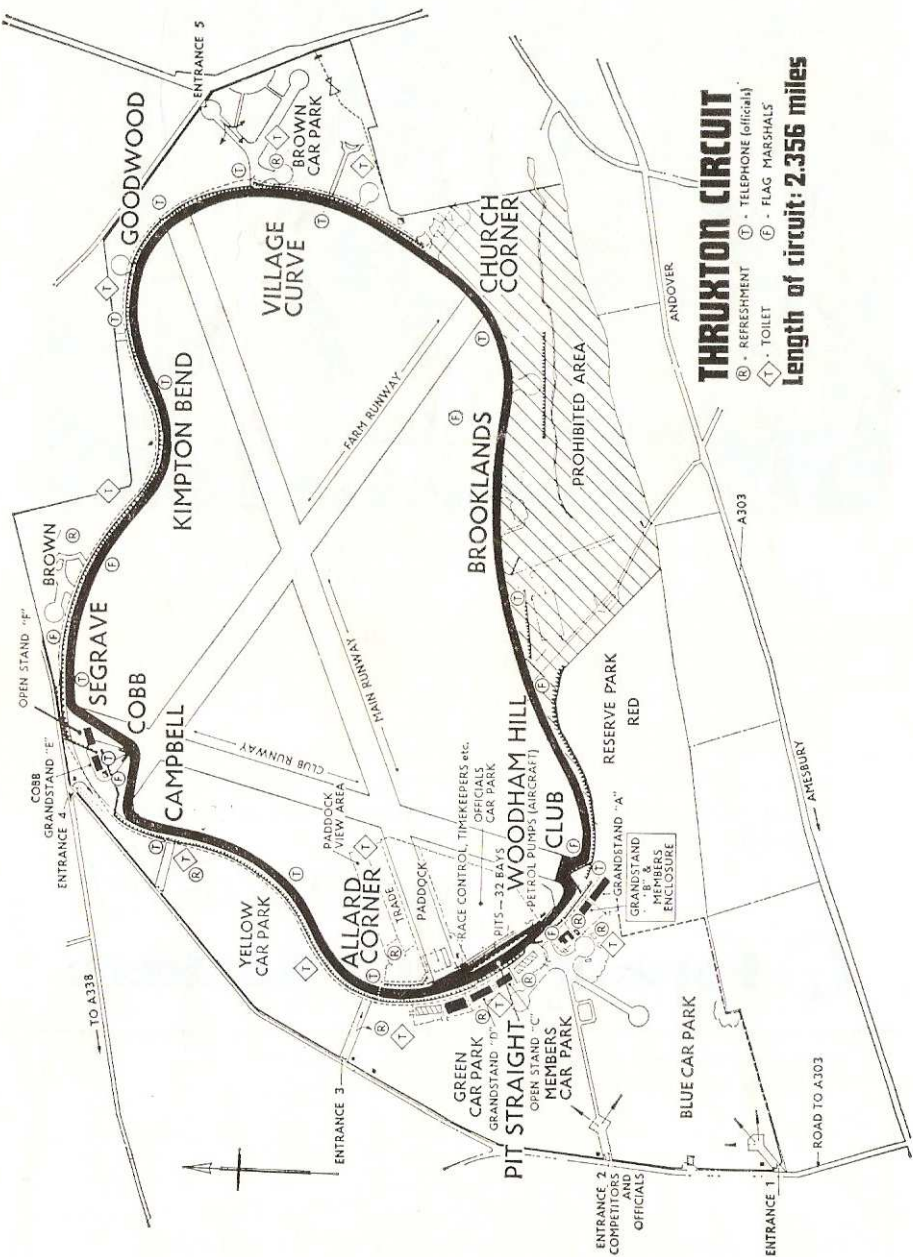 THRUXTON CIRCUIT
Ⓡ - REFRESHMENT
Ⓣ - TELEPHONE (officials)
T - TOILET
Ⓕ - FLAG MARSHALS
Length of circuit: 2.356 miles
ENTRANCE 5
GOODWOOD
BROWN
CAR PARK
VILLAGE
CURVE
CHURCH
CORNER
KIMPTON BEND
FARM RUNWAY
BROOKLANDS
PROHIBITED AREA
ANDOVER
A303
AMESBURY
BROWN
OPEN STAND "F"
SEGRAVE
COBB
COBB
GRANDSTAND "E"
ENTRANCE 4
CAMPBELL
CLUB RUNWAY
MAIN RUNWAY
TO A338
YELLOW
CAR PARK
ALLARD
CORNER
PADDOCK
VIEW AREA
TRADE
PADDOCK
RACE CONTROL, TIMEKEEPERS etc.
OFFICIALS
CAR PARK
PITS—32 BAYS
WOODHAM HILL
PETROL PUMPS (AIRCRAFT)
CLUB
RESERVE PARK
RED
GRANDSTAND "A"
GRANDSTAND
"B" &
MEMBERS
ENCLOSURE
ENTRANCE 3
GREEN
CAR PARK
GRANDSTAND "D"
PIT STRAIGHT
OPEN STAND "C"
MEMBERS
CAR PARK
BLUE CAR PARK
ENTRANCE 2
COMPETITORS
AND
OFFICIALS
ENTRANCE 1
ROAD TO A303